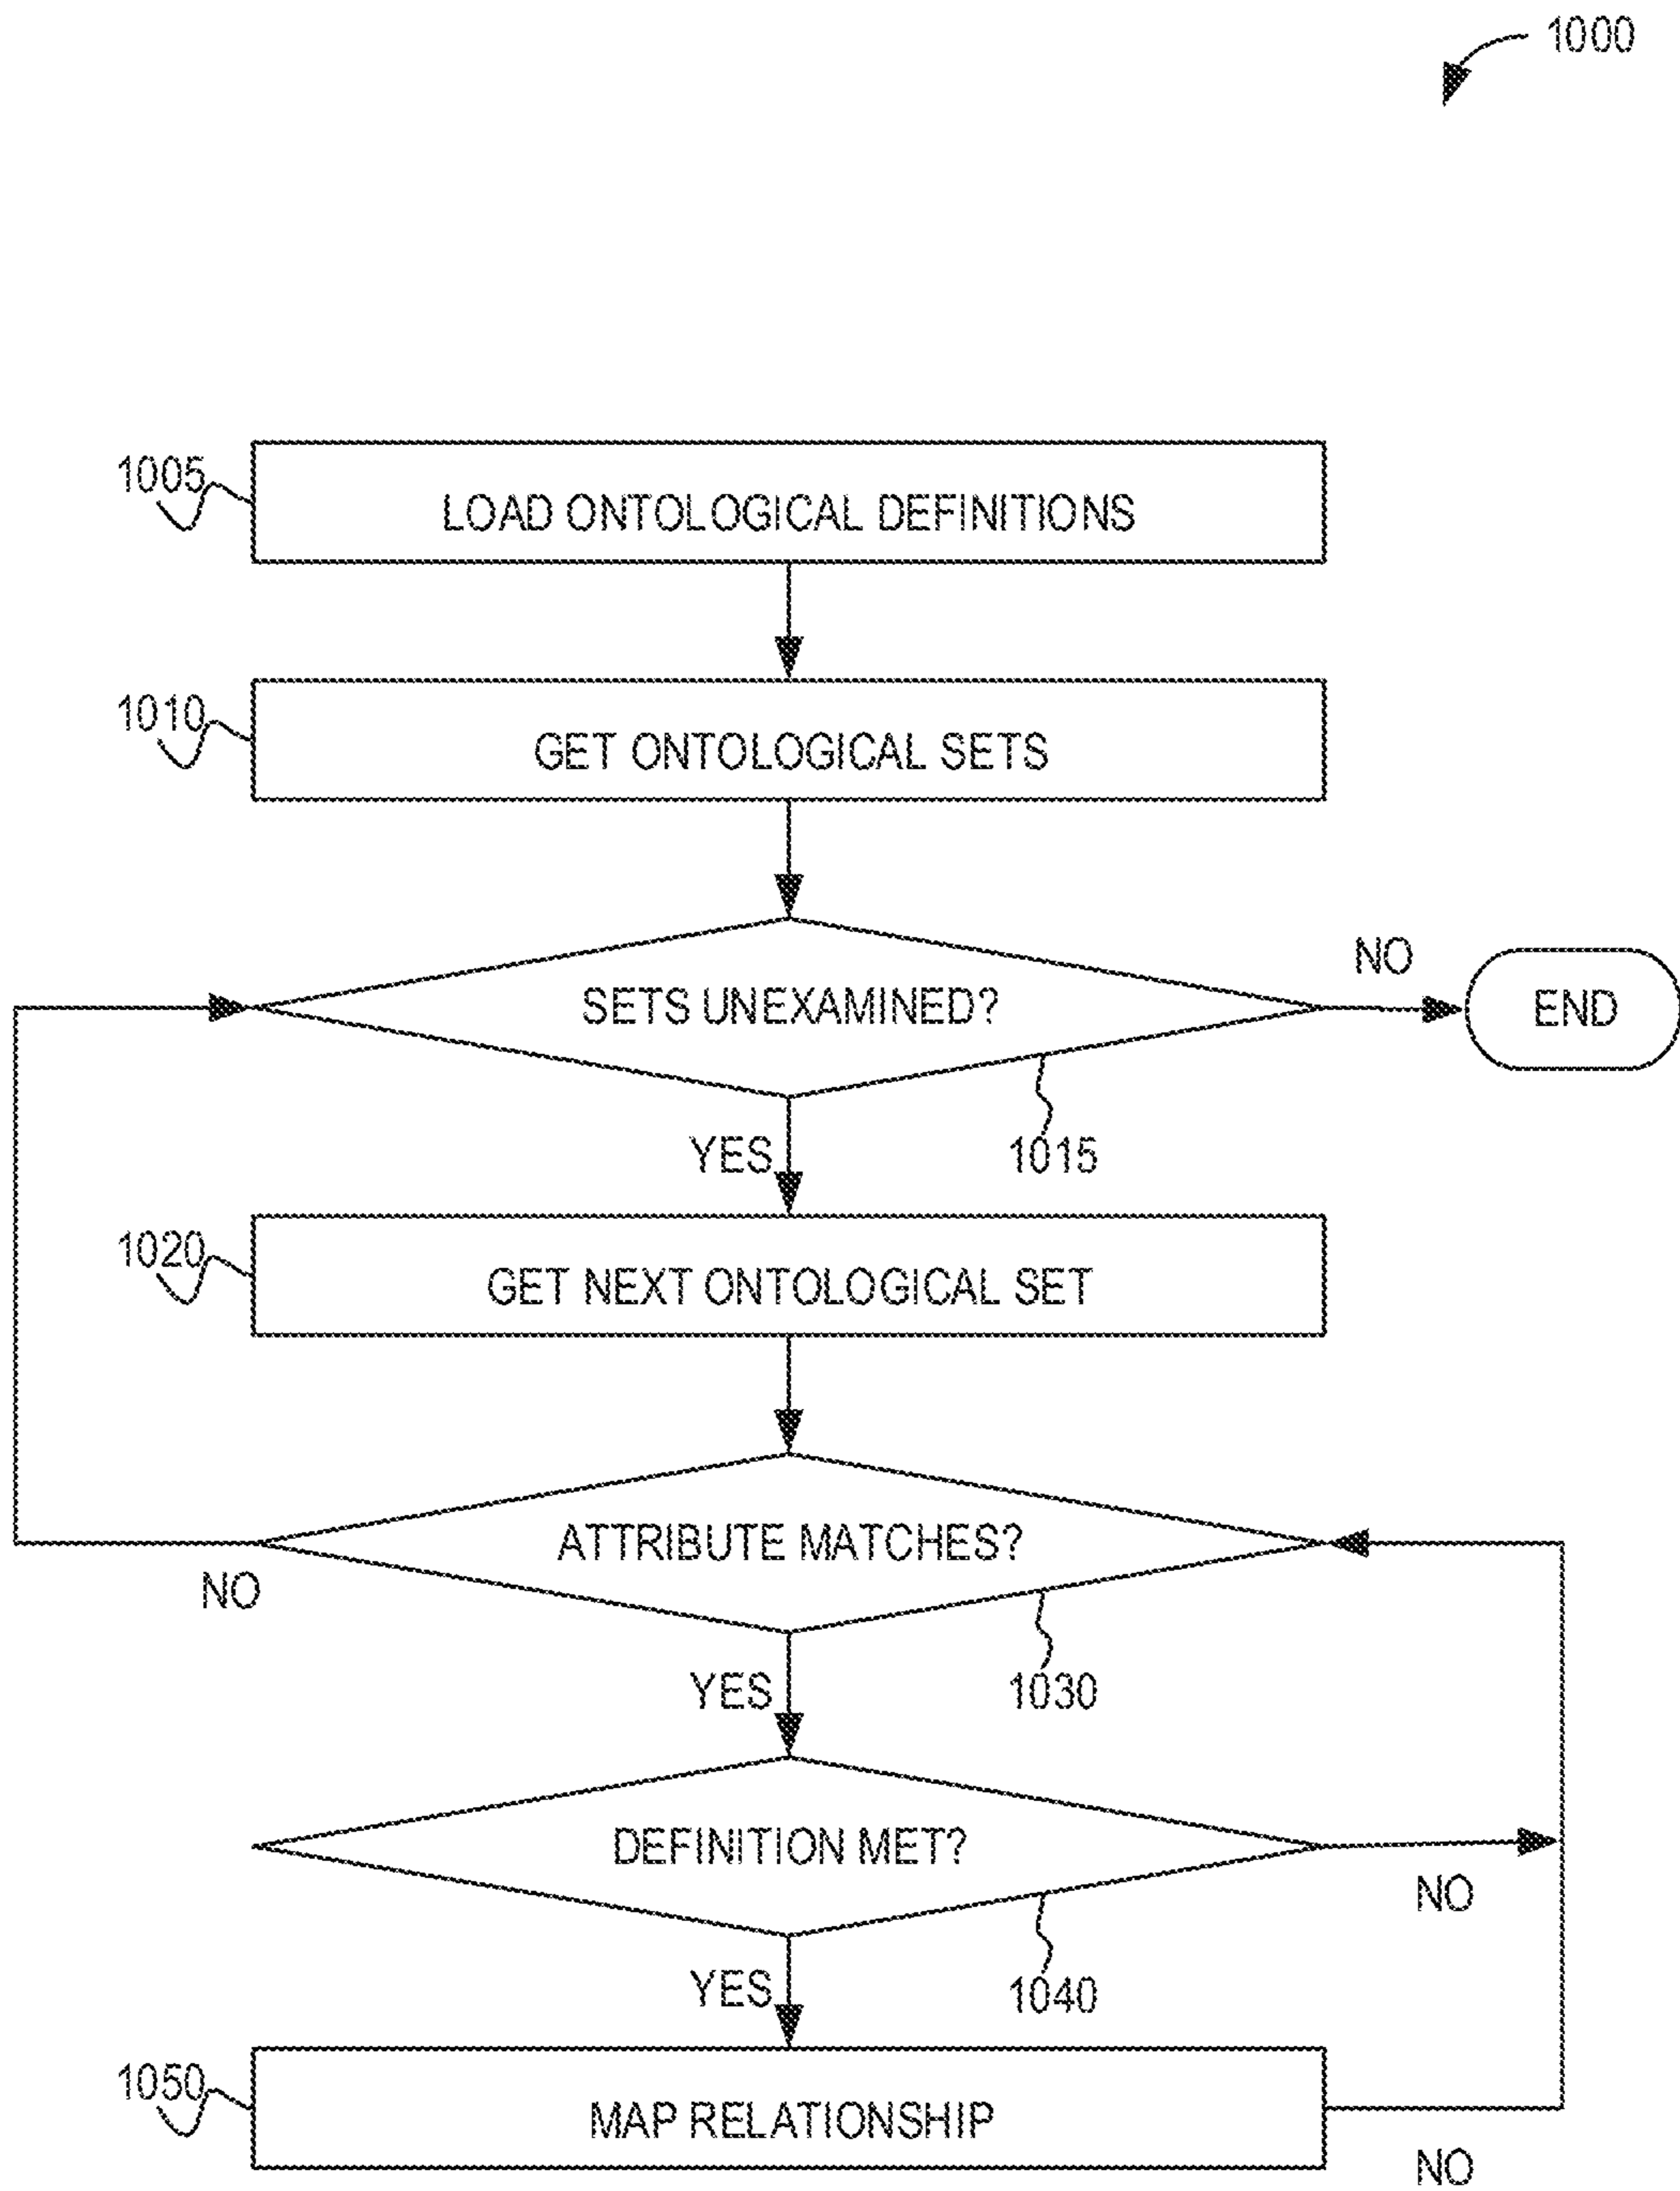 1000
1005
LOAD ONTOLOGICAL DEFINITIONS
1010
GET ONTOLOGICAL SETS
NO
SETS UNEXAMINED?
END
YES
1015
1020
GET NEXT ONTOLOGICAL SET
ATTRIBUTE MATCHES?
NO
YES
1030
DEFINITION MET?
NO
YES
1040
1050
MAP RELATIONSHIP
NO